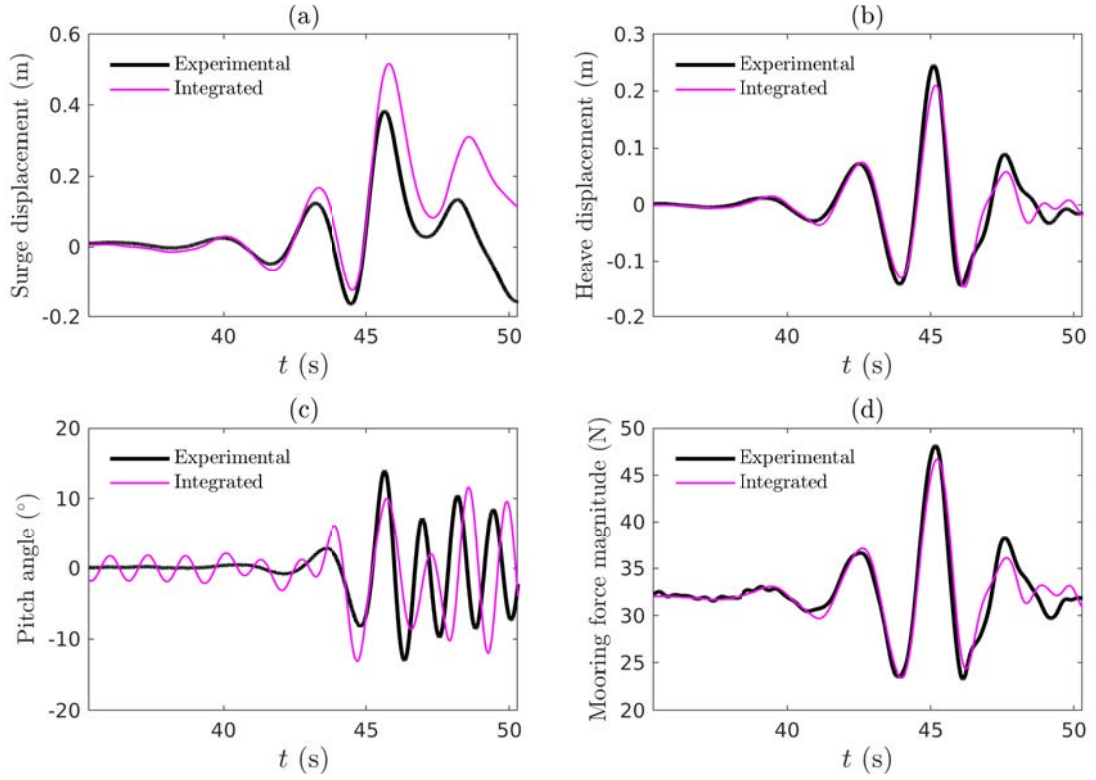 (a)
Surge displacement (m)
0.6
0.4
0.2
0
-0.2
Experimental
Integrated
40
45
50
t (s)
(b)
Heave displacement (m)
0.3
0.2
0.1
0
-0.1
-0.2
Experimental
Integrated
40
45
50
t (s)
(c)
Pitch angle (°)
20
10
0
-10
-20
Experimental
Integrated
40
45
50
t (s)
(d)
Mooring force magnitude (N)
50
45
32
35
25
20
Experimental
Integrated
40
45
50
t (s)